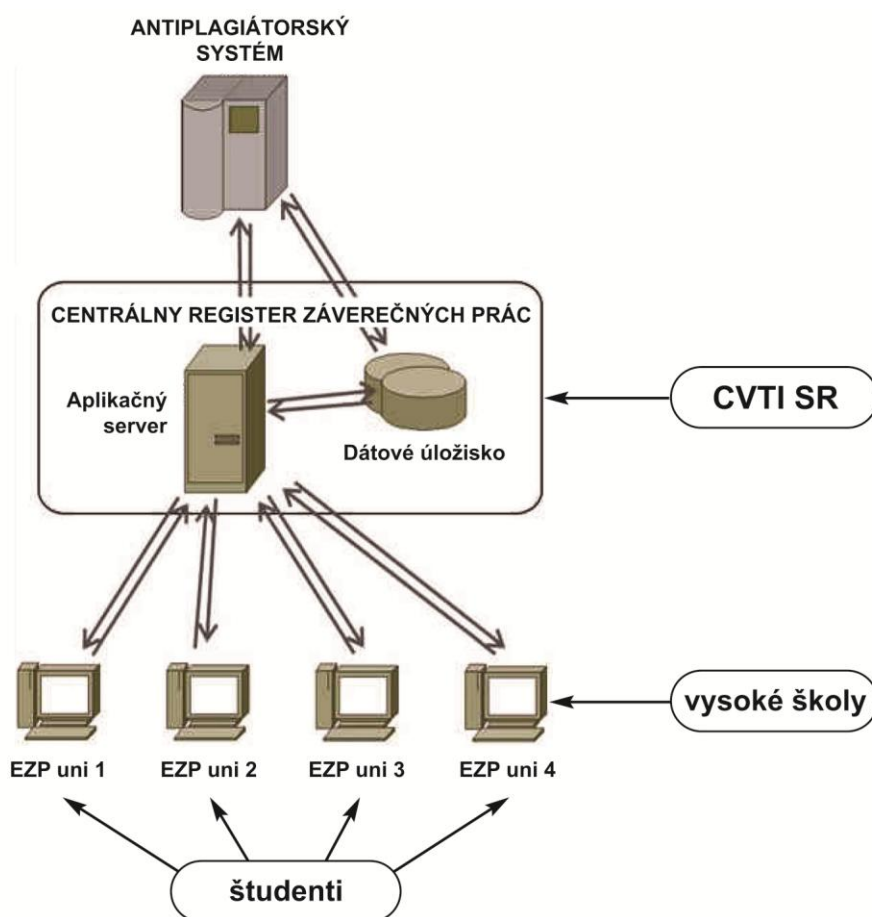 ANTIPLAGIÁTORSKÝ
SYSTÉM
CENTRÁLNY REGISTER ZÁVEREČNÝCH PRÁC
Aplikačný
server
Dátové úložisko
CVTI SR
vysoké školy
EZP uni 1
EZP uni 2
EZP uni 3
EZP uni 4
študenti